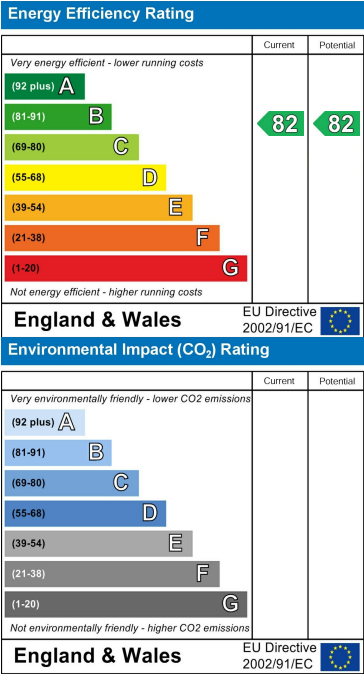 Energy Efficiency Rating
Current Potential
Very energy efficient - lower running costs
(92 plus) A
(81-91) B
82 82
(69-80) C
(55-68) D
(39-54) E
(21-38) F
(1-20) G
Not energy efficient - higher running costs
England & Wales
EU Directive
2002/91/EC
Environmental Impact (CO₂) Rating
Current Potential
Very environmentally friendly - lower CO2 emissions
(92 plus) A
(81-91) B
(69-80) C
(55-68) D
(39-54) E
(21-38) F
(1-20) G
Not environmentally friendly - higher CO2 emissions
England & Wales
EU Directive
2002/91/EC